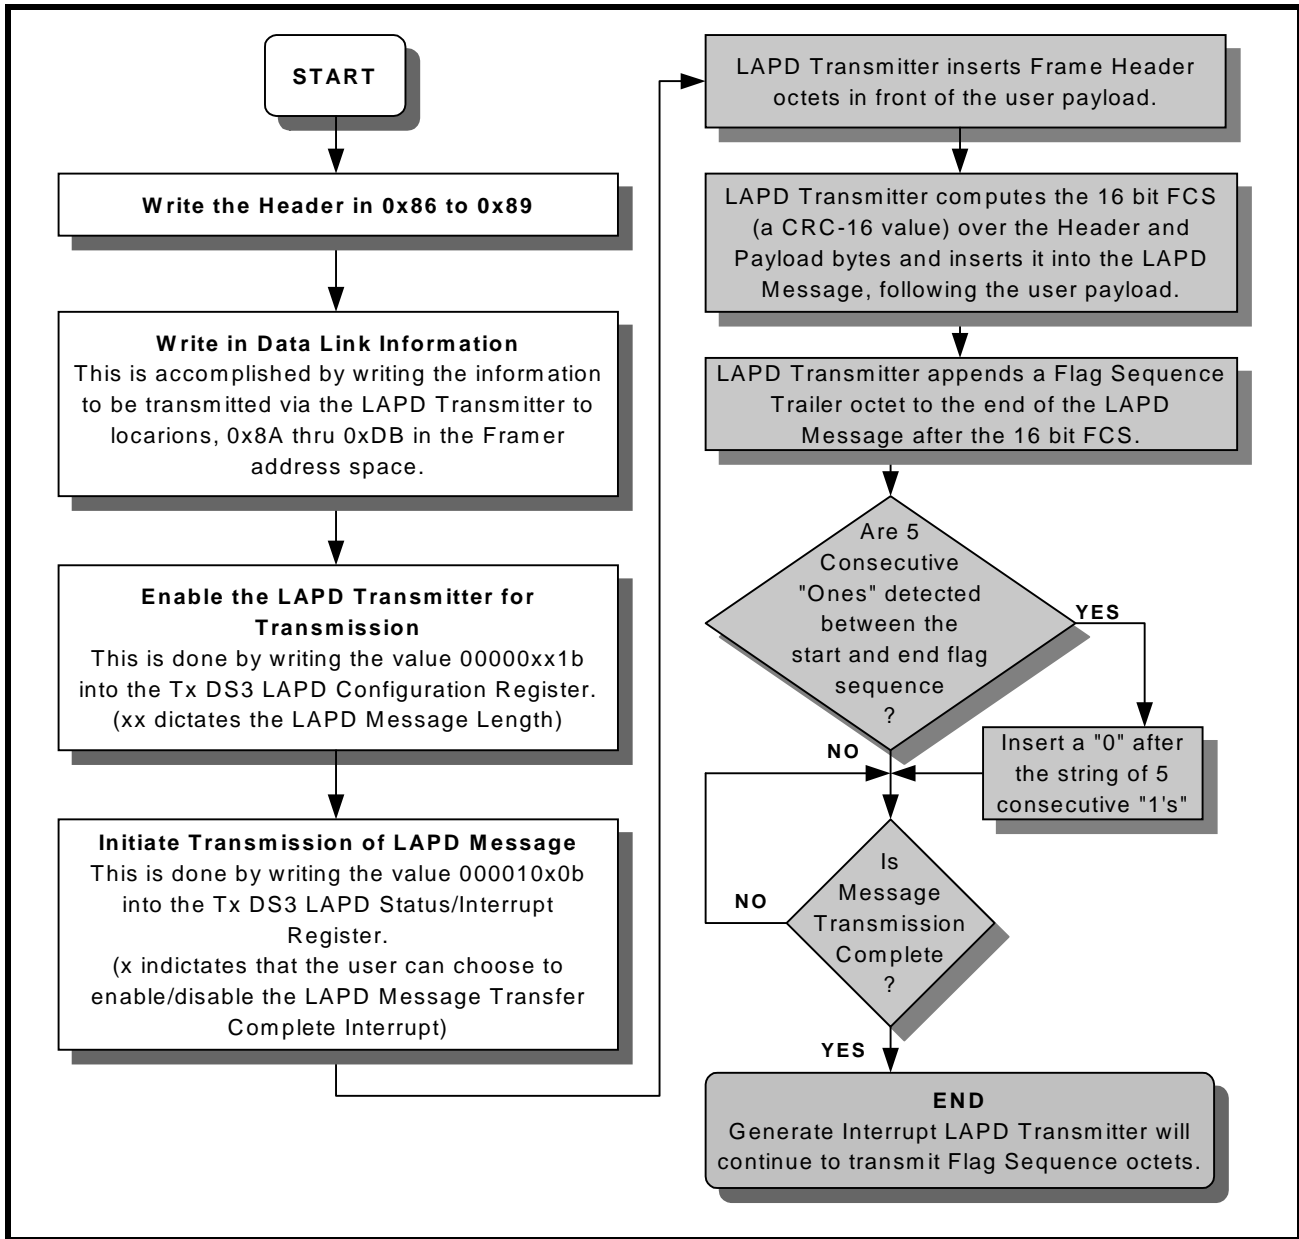 START
Write the Header in 0x86 to 0x89
Write in Data Link Information
This is accomplished by writing the information
to be transmitted via the LAPD Transmitter to
locarions, 0x8A thru 0xDB in the Framer
address space.
Enable the LAPD Transmitter for
Transmission
This is done by writing the value 00000xx1b
into the Tx DS3 LAPD Configuration Register.
(xx dictates the LAPD Message Length)
Initiate Transmission of LAPD Message
This is done by writing the value 000010x0b
into the Tx DS3 LAPD Status/Interrupt
Register.
(x indictates that the user can choose to
enable/disable the LAPD Message Transfer
Complete Interrupt)
LAPD Transmitter inserts Frame Header
octets in front of the user payload.
LAPD Transmitter computes the 16 bit FCS
(a CRC-16 value) over the Header and
Payload bytes and inserts it into the LAPD
Message, following the user payload.
LAPD Transmitter appends a Flag Sequence
Trailer octet to the end of the LAPD
Message after the 16 bit FCS.
Are 5
Consecutive
"Ones" detected
between the
start and end flag
sequence
?
YES
NO
Insert a "0" after
the string of 5
consecutive "1's"
Is
Message
Transmission
Complete
?
NO
YES
END
Generate Interrupt LAPD Transmitter will
continue to transmit Flag Sequence octets.